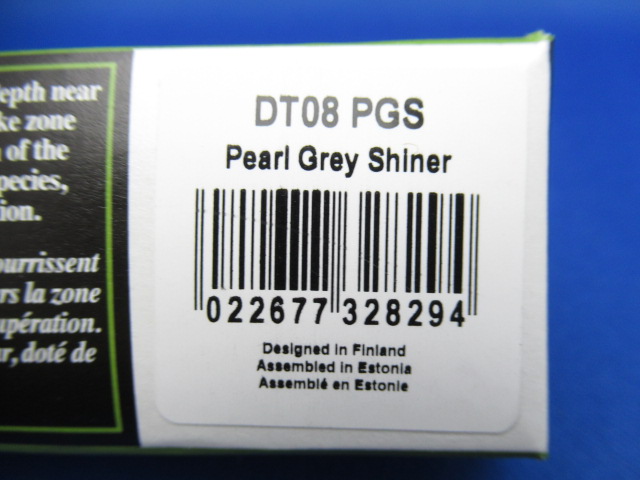 epth near
ke zone
of the
pecies,
ion.
ourrissent
rs la zone
upération.
r, doté de
DT08 PGS
Pearl Grey Shiner
022677 328294
Designed in Finland
Assembled in Estonia
Assemblé en Estonie